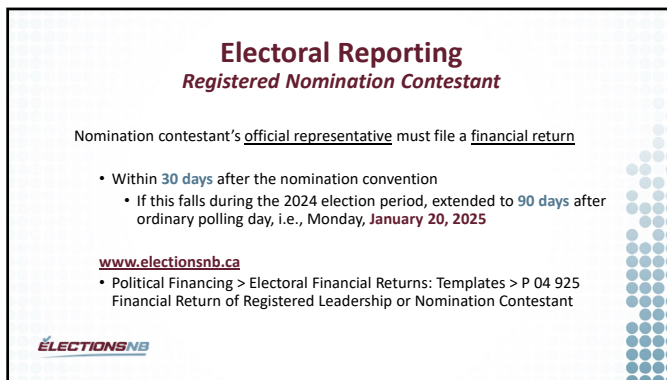 Electoral Reporting
Registered Nomination Contestant
Nomination contestant's official representative must file a financial return
• Within 30 days after the nomination convention
• If this falls during the 2024 election period, extended to 90 days after
ordinary polling day, i.e., Monday, January 20, 2025
www.electionsnb.ca
• Political Financing > Electoral Financial Returns: Templates > P 04 925
Financial Return of Registered Leadership or Nomination Contestant
ÉLECTIONSNB